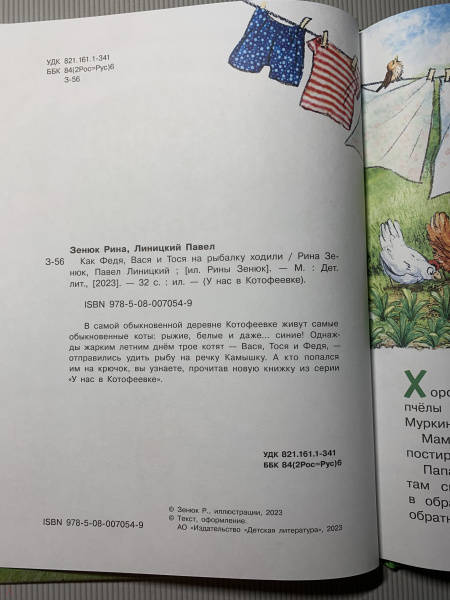 УДК 821.161.1-341
ББК 84(2Рос=Рус)6
З-56
Зенюк Рина, Линицкий Павел
З-56 Как Федя, Вася и Тося на рыбалку ходили / Рина Зе-
нюк, Павел Линицкий ; [ил. Рины Зенюк]. — М. : Дет.
лит., [2023]. — 32 с. : ил. — (У нас в Котофеевке).
ISBN 978-5-08-007054-9
В самой обыкновенной деревне Котофеевке живут самые
обыкновенные коты: рыжие, белые и даже... синие! Однаж-
ды жарким летним днём трое котят — Вася, Тося и Федя, —
отправились удить рыбу на речку Камышку. А кто попался
им на крючок, вы узнаете, прочитав новую книжку из серии
«У нас в Котофеевке».
УДК 821.161.1-341
ББК 84(2Рос=Рус)6
© Зенюк Р., иллюстрации, 2023
© Текст, оформление.
АО «Издательство «Детская литература», 2023
ISBN 978-5-08-007054-9
Хоро
пчёлы
Муркин
Мам
постир
Папа
там с
в обра
обратн